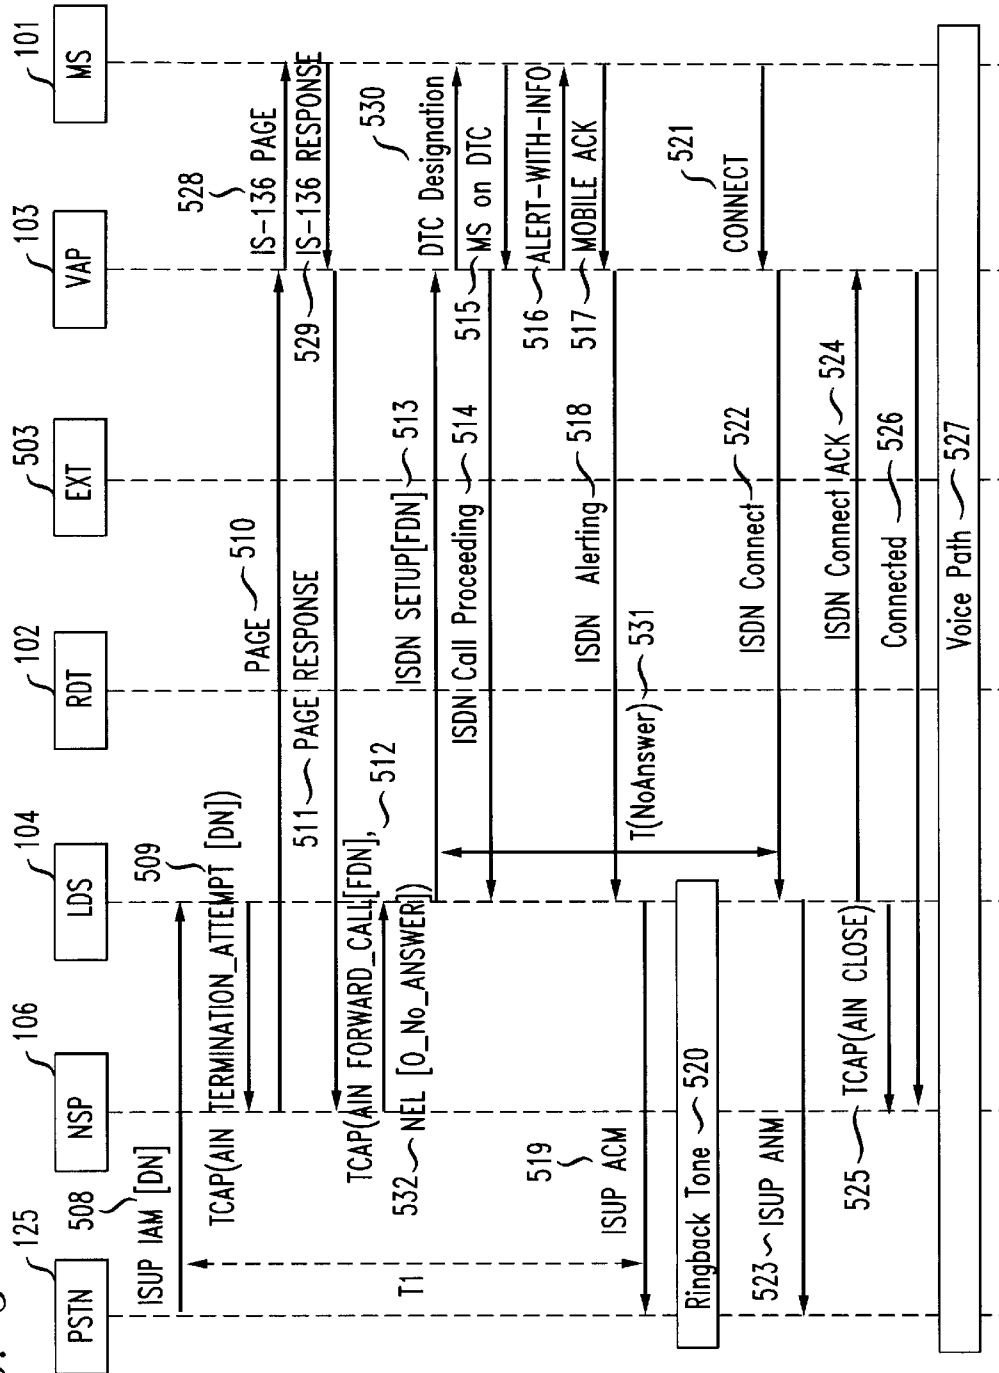 125
PSTN
106
NSP
104
LDS
102
RDT
503
EXT
103
VAP
101
MS
508
ISUP IAM [DN]
509
TCAP(AIN TERMINATION_ATTEMPT [DN])
PAGE 510
528
IS-136 PAGE
529 IS-136 RESPONSE
511 PAGE RESPONSE
TCAP(AIN FORWARD_CALL[FDN], 512
532 NEL [O_No_ANSWER])
ISDN SETUP[FDN] 513
530
DTC Designation
ISDN Call Proceeding 514
515 MS on DTC
516 ALERT-WITH-INFO
517 MOBILE ACK
ISDN Alerting 518
T1
519
ISUP ACM
T(NoAnswer) 531
Ringback Tone 520
521
CONNECT
ISDN Connect 522
523 ISUP ANM
ISDN Connect ACK 524
525 TCAP(AIN CLOSE)
Connected 526
Voice Path 527